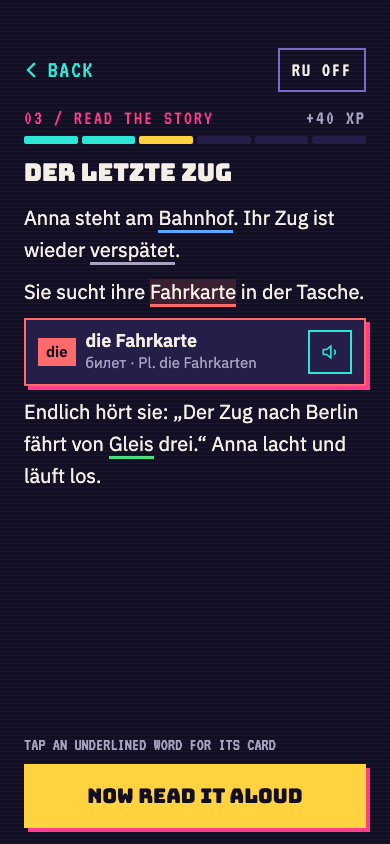 BACK
RU OFF
03 / READ THE STORY
+40 XP
DER LETZTE ZUG
Anna steht am Bahnhof. Ihr Zug ist
wieder verspätet.
Sie sucht ihre Fahrkarte in der Tasche.
die
die Fahrkarte
билет · Pl. die Fahrkarten
Endlich hört sie: „Der Zug nach Berlin
fährt von Gleis drei.“ Anna lacht und
läuft los.
TAP AN UNDERLINED WORD FOR ITS CARD
NOW READ IT ALOUD